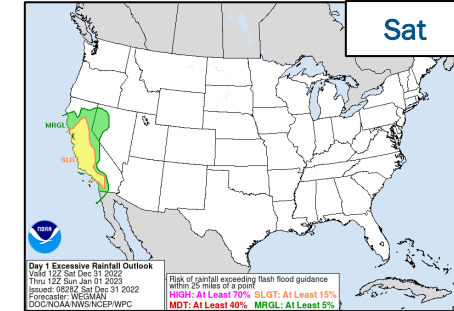 Sat
MRGL
SLGT
NOAA
Day 1 Excessive Rainfall Outlook
Valid 12Z Sat Dec 31 2022
Thru 12Z Sun Jan 01 2023
Issued: 0828Z Sat Dec 31 2022
Forecaster: WEGMAN
DOC/NOAA/NWS/NCEP/WPC
Risk of rainfall exceeding flash flood guidance
within 25 miles of a point
HIGH: At Least 70% SLGT: At Least 15%
MDT: At Least 40% MRGL: At Least 5%